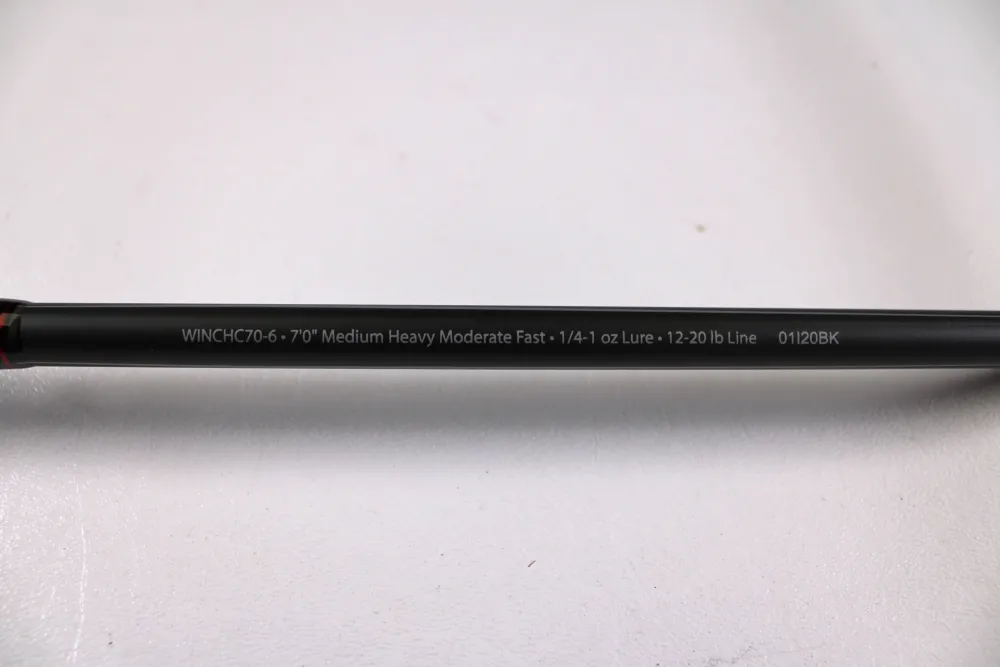 WINCHC70-6 • 7'0" Medium Heavy Moderate Fast • 1/4-1 oz Lure • 12-20 lb Line 01I20BK